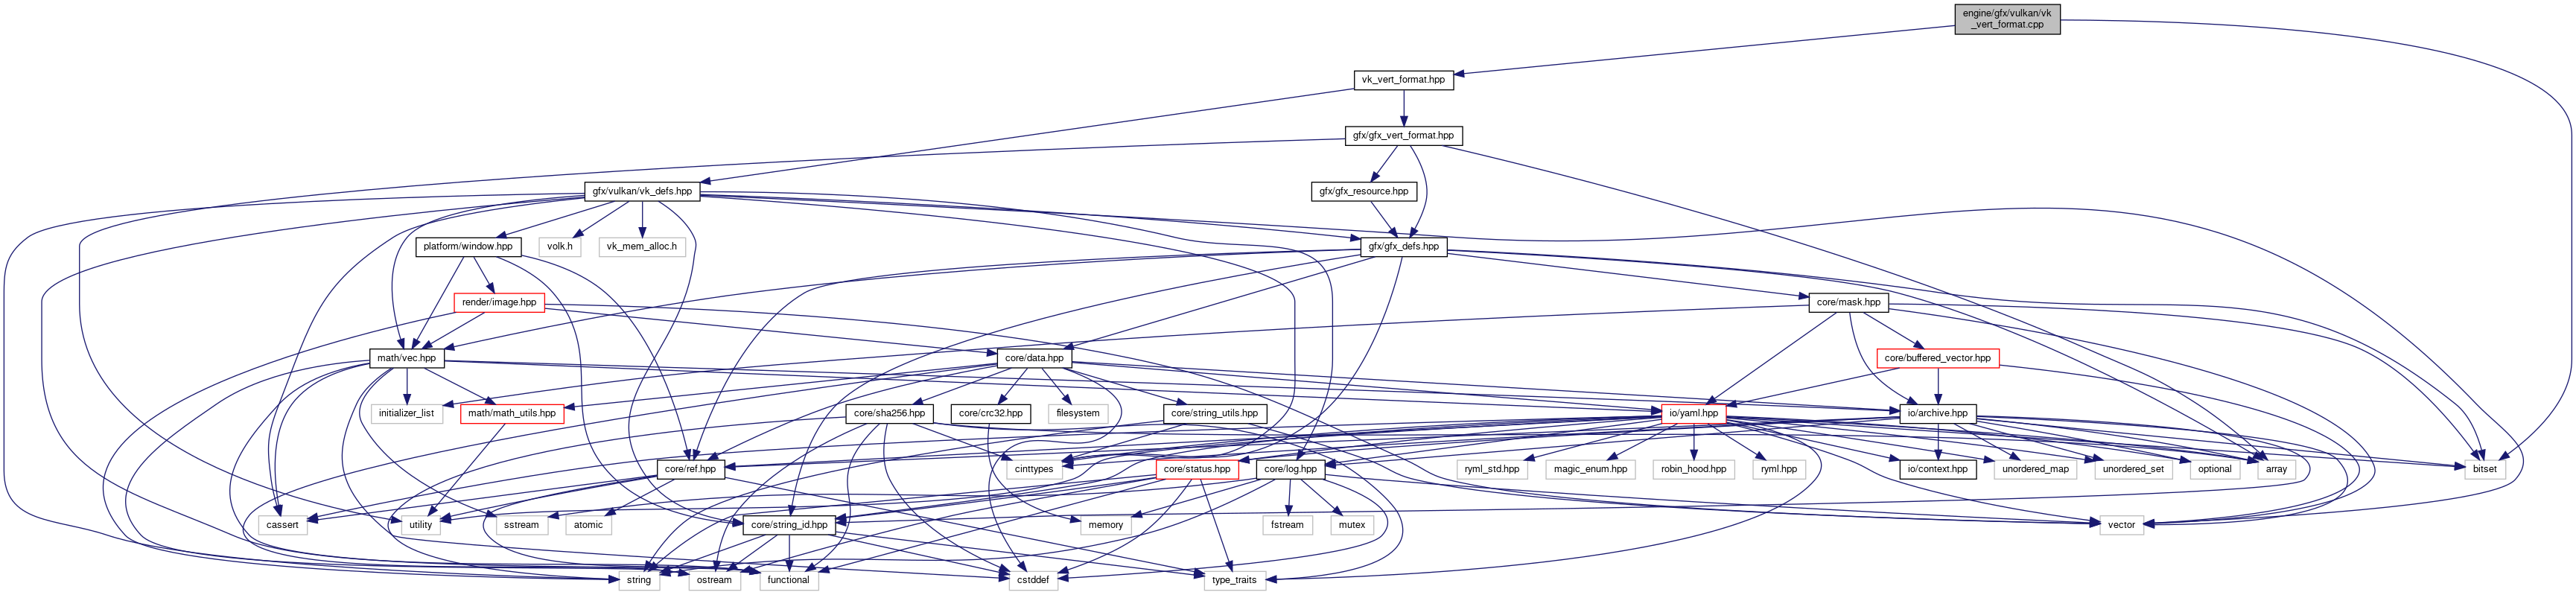 engine/gfx/vulkan/vk
_vert_format.cpp
vk_vert_format.hpp
gfx/gfx_vert_format.hpp
gfx/vulkan/vk_defs.hpp
gfx/gfx_resource.hpp
platform/window.hpp
volk.h
vk_mem_alloc.h
gfx/gfx_defs.hpp
render/image.hpp
core/mask.hpp
math/vec.hpp
core/data.hpp
core/buffered_vector.hpp
initializer_list
math/math_utils.hpp
core/sha256.hpp
core/crc32.hpp
filesystem
core/string_utils.hpp
io/yaml.hpp
io/archive.hpp
core/ref.hpp
cinttypes
core/status.hpp
core/log.hpp
ryml_std.hpp
magic_enum.hpp
robin_hood.hpp
ryml.hpp
io/context.hpp
unordered_map
unordered_set
optional
array
bitset
cassert
utility
sstream
atomic
core/string_id.hpp
memory
fstream
mutex
vector
string
ostream
functional
cstddef
type_traits